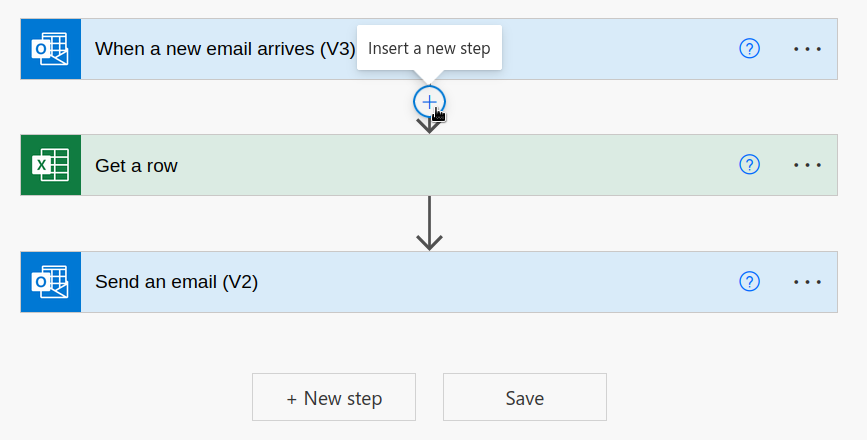 When a new email arrives (V3)
Insert a new step
Get a row
Send an email (V2)
+ New step
Save